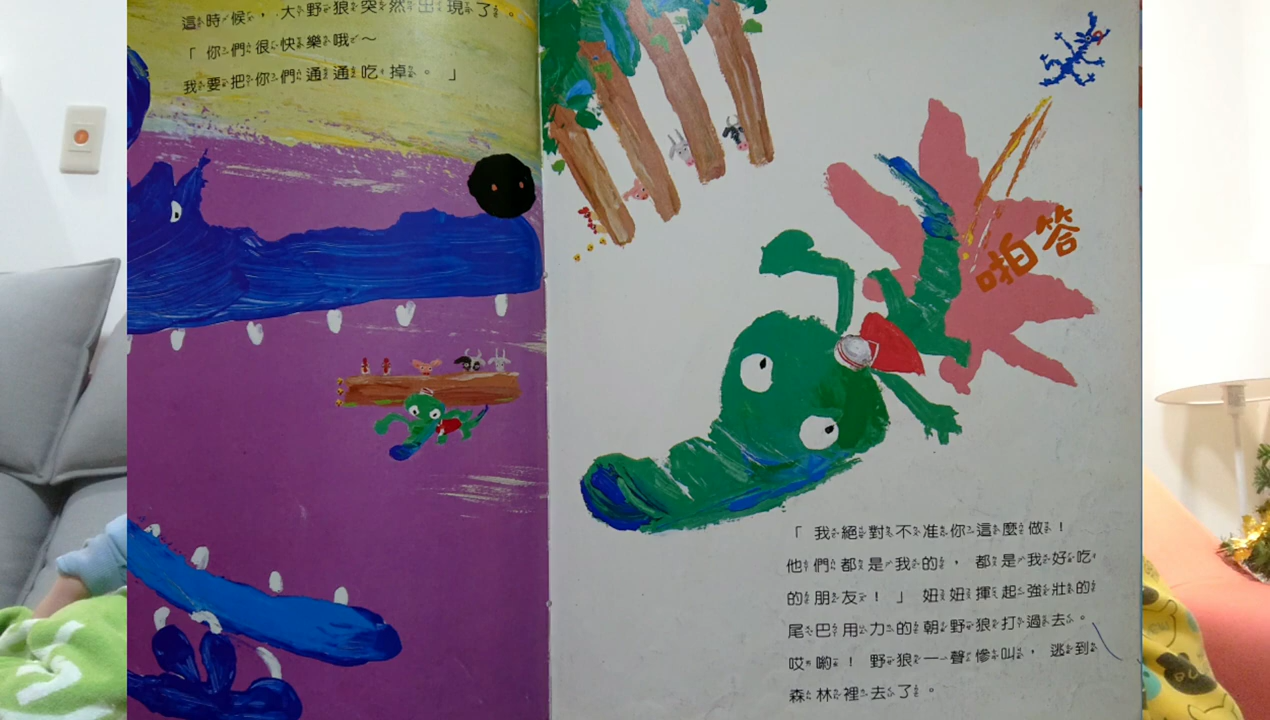 這時候，大野狼突然出現了。
「你們很快樂哦～
我要把你們通通吃掉。」
啪答
「我絕對不准你這麼做！
他們都是我的，都是我好吃
的朋友！」妞妞揮起強壯的
尾巴用力的朝野狼打過去。
哎喲！野狼一聲慘叫，逃到
森林裡去了。